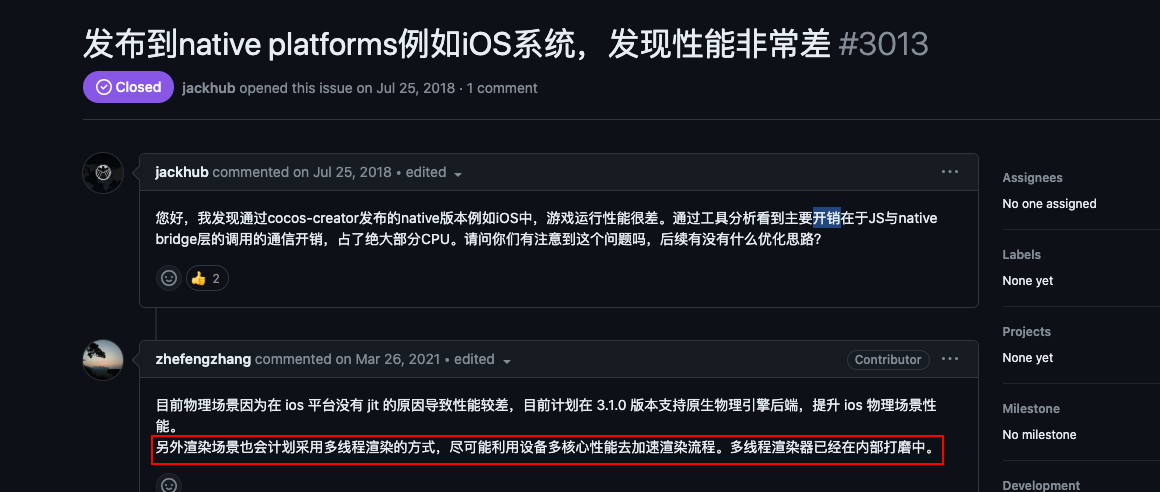 发布到native platforms例如iOS系统，发现性能非常差 #3013
Closed jackhub opened this issue on Jul 25, 2018 · 1 comment
jackhub commented on Jul 25, 2018 • edited
您好，我发现通过cocos-creator发布的native版本例如iOS中，游戏运行性能很差。通过工具分析看到主要开销在于JS与native
bridge层的调用的通信开销，占了绝大部分CPU。请问你们有注意到这个问题吗，后续有没有什么优化思路？
2
zhefengzhang commented on Mar 26, 2021 • edited
Contributor
目前物理场景因为在 ios 平台没有 jit 的原因导致性能较差，目前计划在 3.1.0 版本支持原生物理引擎后端，提升 ios 物理场景性
能。
另外渲染场景也会计划采用多线程渲染的方式，尽可能利用设备多核心性能去加速渲染流程。多线程渲染器已经在内部打磨中。
Assignees
No one assigned
Labels
None yet
Projects
None yet
Milestone
No milestone
Development